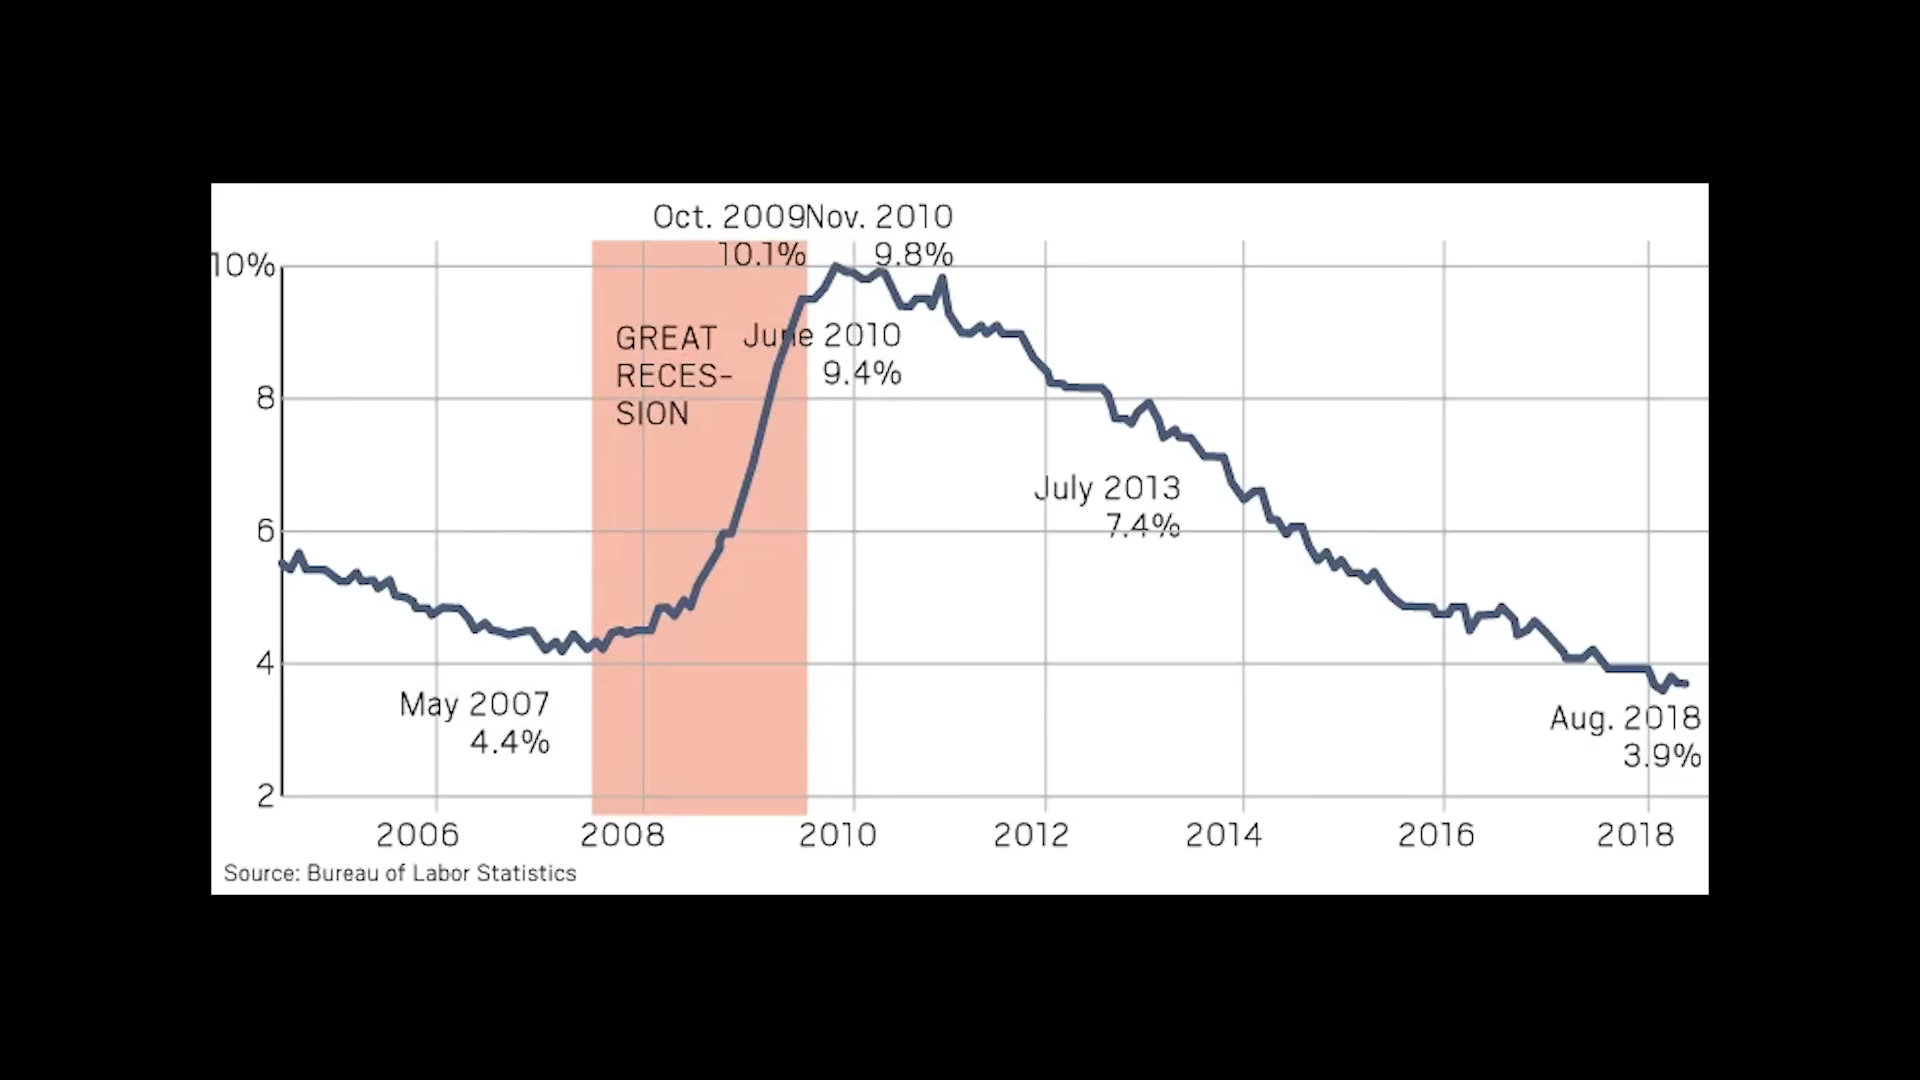 Oct. 2009
10.1%
Nov. 2010
9.8%
10%
GREAT
RECES-
SION
June 2010
9.4%
8
July 2013
7.4%
6
4
May 2007
4.4%
Aug. 2018
3.9%
2
2006 2008 2010 2012 2014 2016 2018
Source: Bureau of Labor Statistics